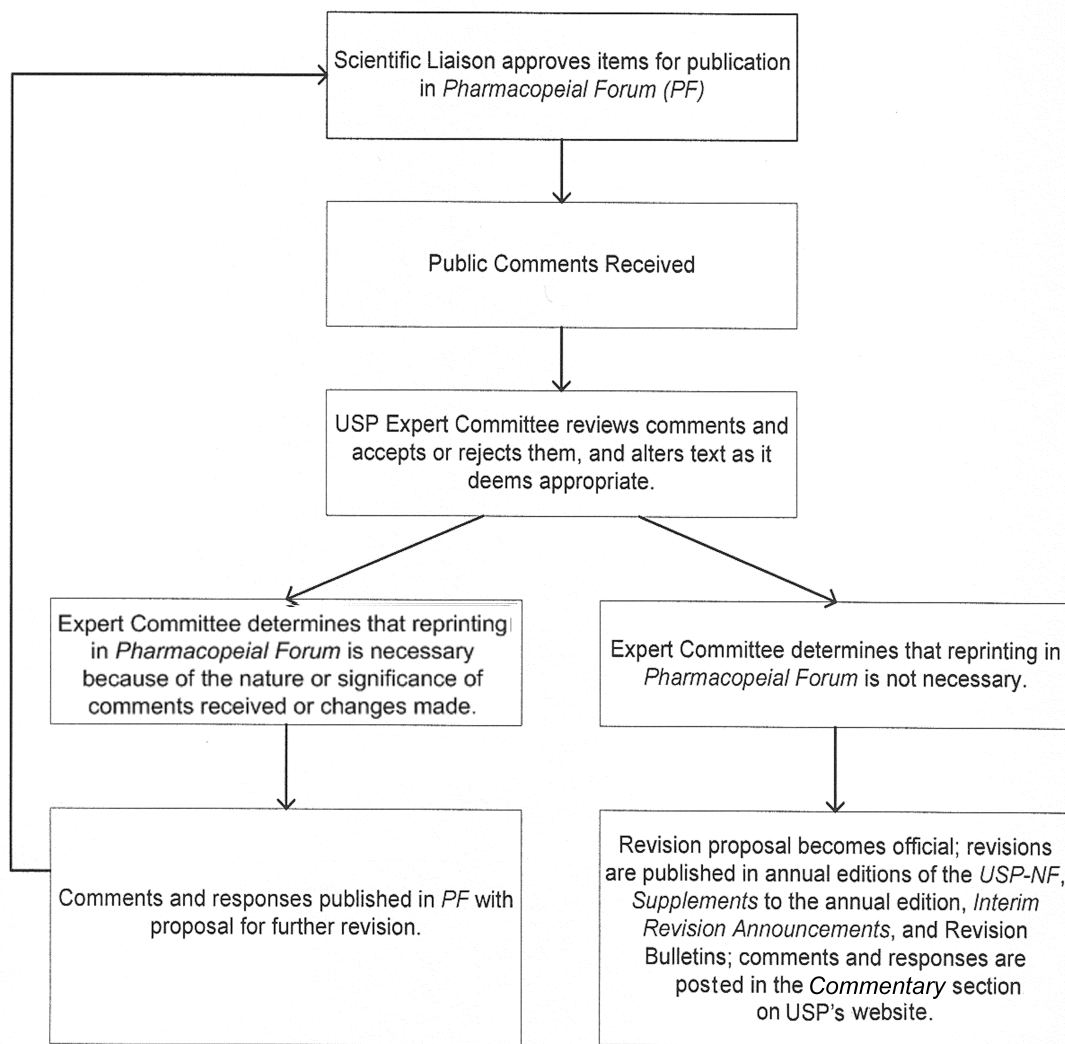 Scientific Liaison approves items for publication
in Pharmacopeial Forum (PF)
Public Comments Received
USP Expert Committee reviews comments and
accepts or rejects them, and alters text as it
deems appropriate.
Expert Committee determines that reprinting
in Pharmacopeial Forum is necessary
because of the nature or significance of
comments received or changes made.
Expert Committee determines that reprinting in
Pharmacopeial Forum is not necessary.
Comments and responses published in PF with
proposal for further revision.
Revision proposal becomes official; revisions
are published in annual editions of the USP-NF,
Supplements to the annual edition, Interim
Revision Announcements, and Revision
Bulletins; comments and responses are
posted in the Commentary section
on USP's website.